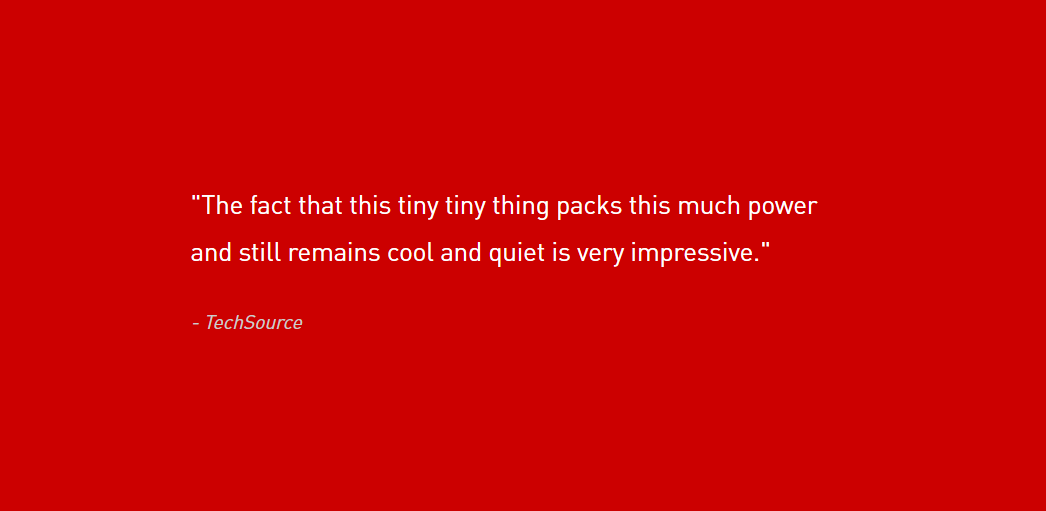 "The fact that this tiny tiny thing packs this much power
and still remains cool and quiet is very impressive."
- TechSource